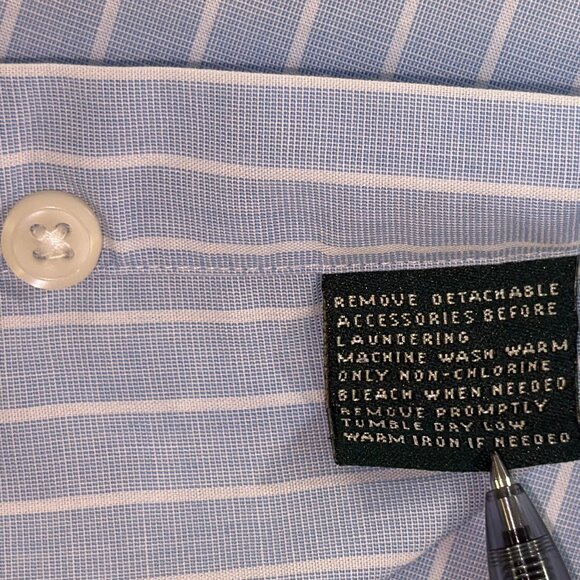 REMOVE DETACHABLE
ACCESSORIES BEFORE
LAUNDERING
MACHINE WASH WARM
ONLY NON-CHLORINE
BLEACH WHEN NEEDED
REMOVE PROMPTLY
TUMBLE DRY LOW
WARM IRON IF NEEDED